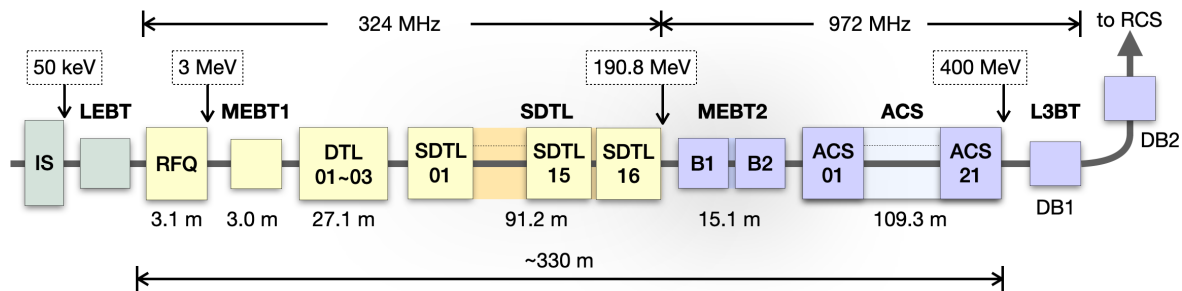 324 MHz
972 MHz
to RCS
50 keV
3 MeV
190.8 MeV
400 MeV
LEBT
MEBT1
SDTL
MEBT2
ACS
L3BT
DB2
IS
RFQ
DTL
01~03
SDTL
01
SDTL
15
SDTL
16
B1
B2
ACS
01
ACS
21
DB1
3.1 m
3.0 m
27.1 m
91.2 m
15.1 m
109.3 m
~330 m